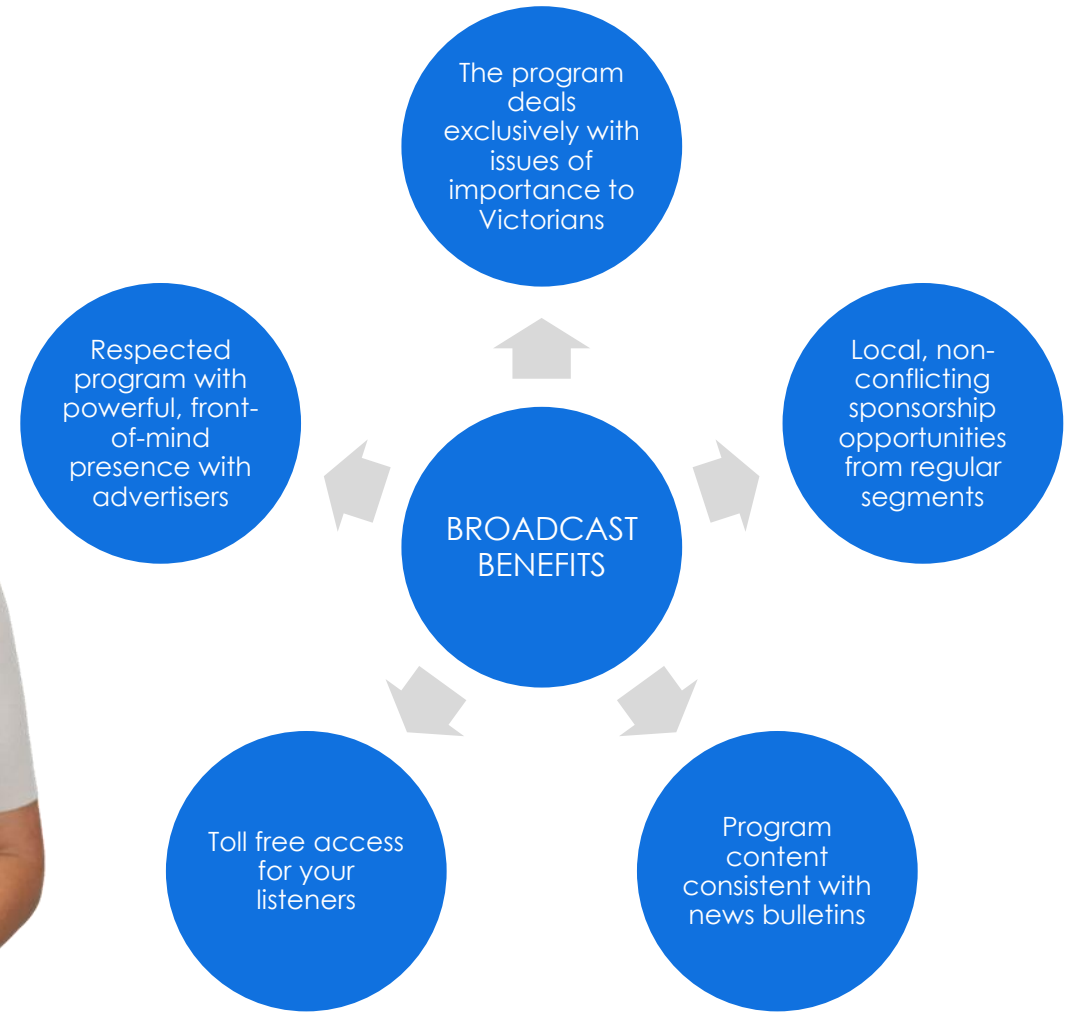 The program
deals
exclusively with
issues of
importance to
Victorians
Respected
program with
powerful, front-
of-mind
presence with
advertisers
Local, non-
conflicting
sponsorship
opportunities
from regular
segments
BROADCAST
BENEFITS
Toll free access
for your
listeners
Program
content
consistent with
news bulletins